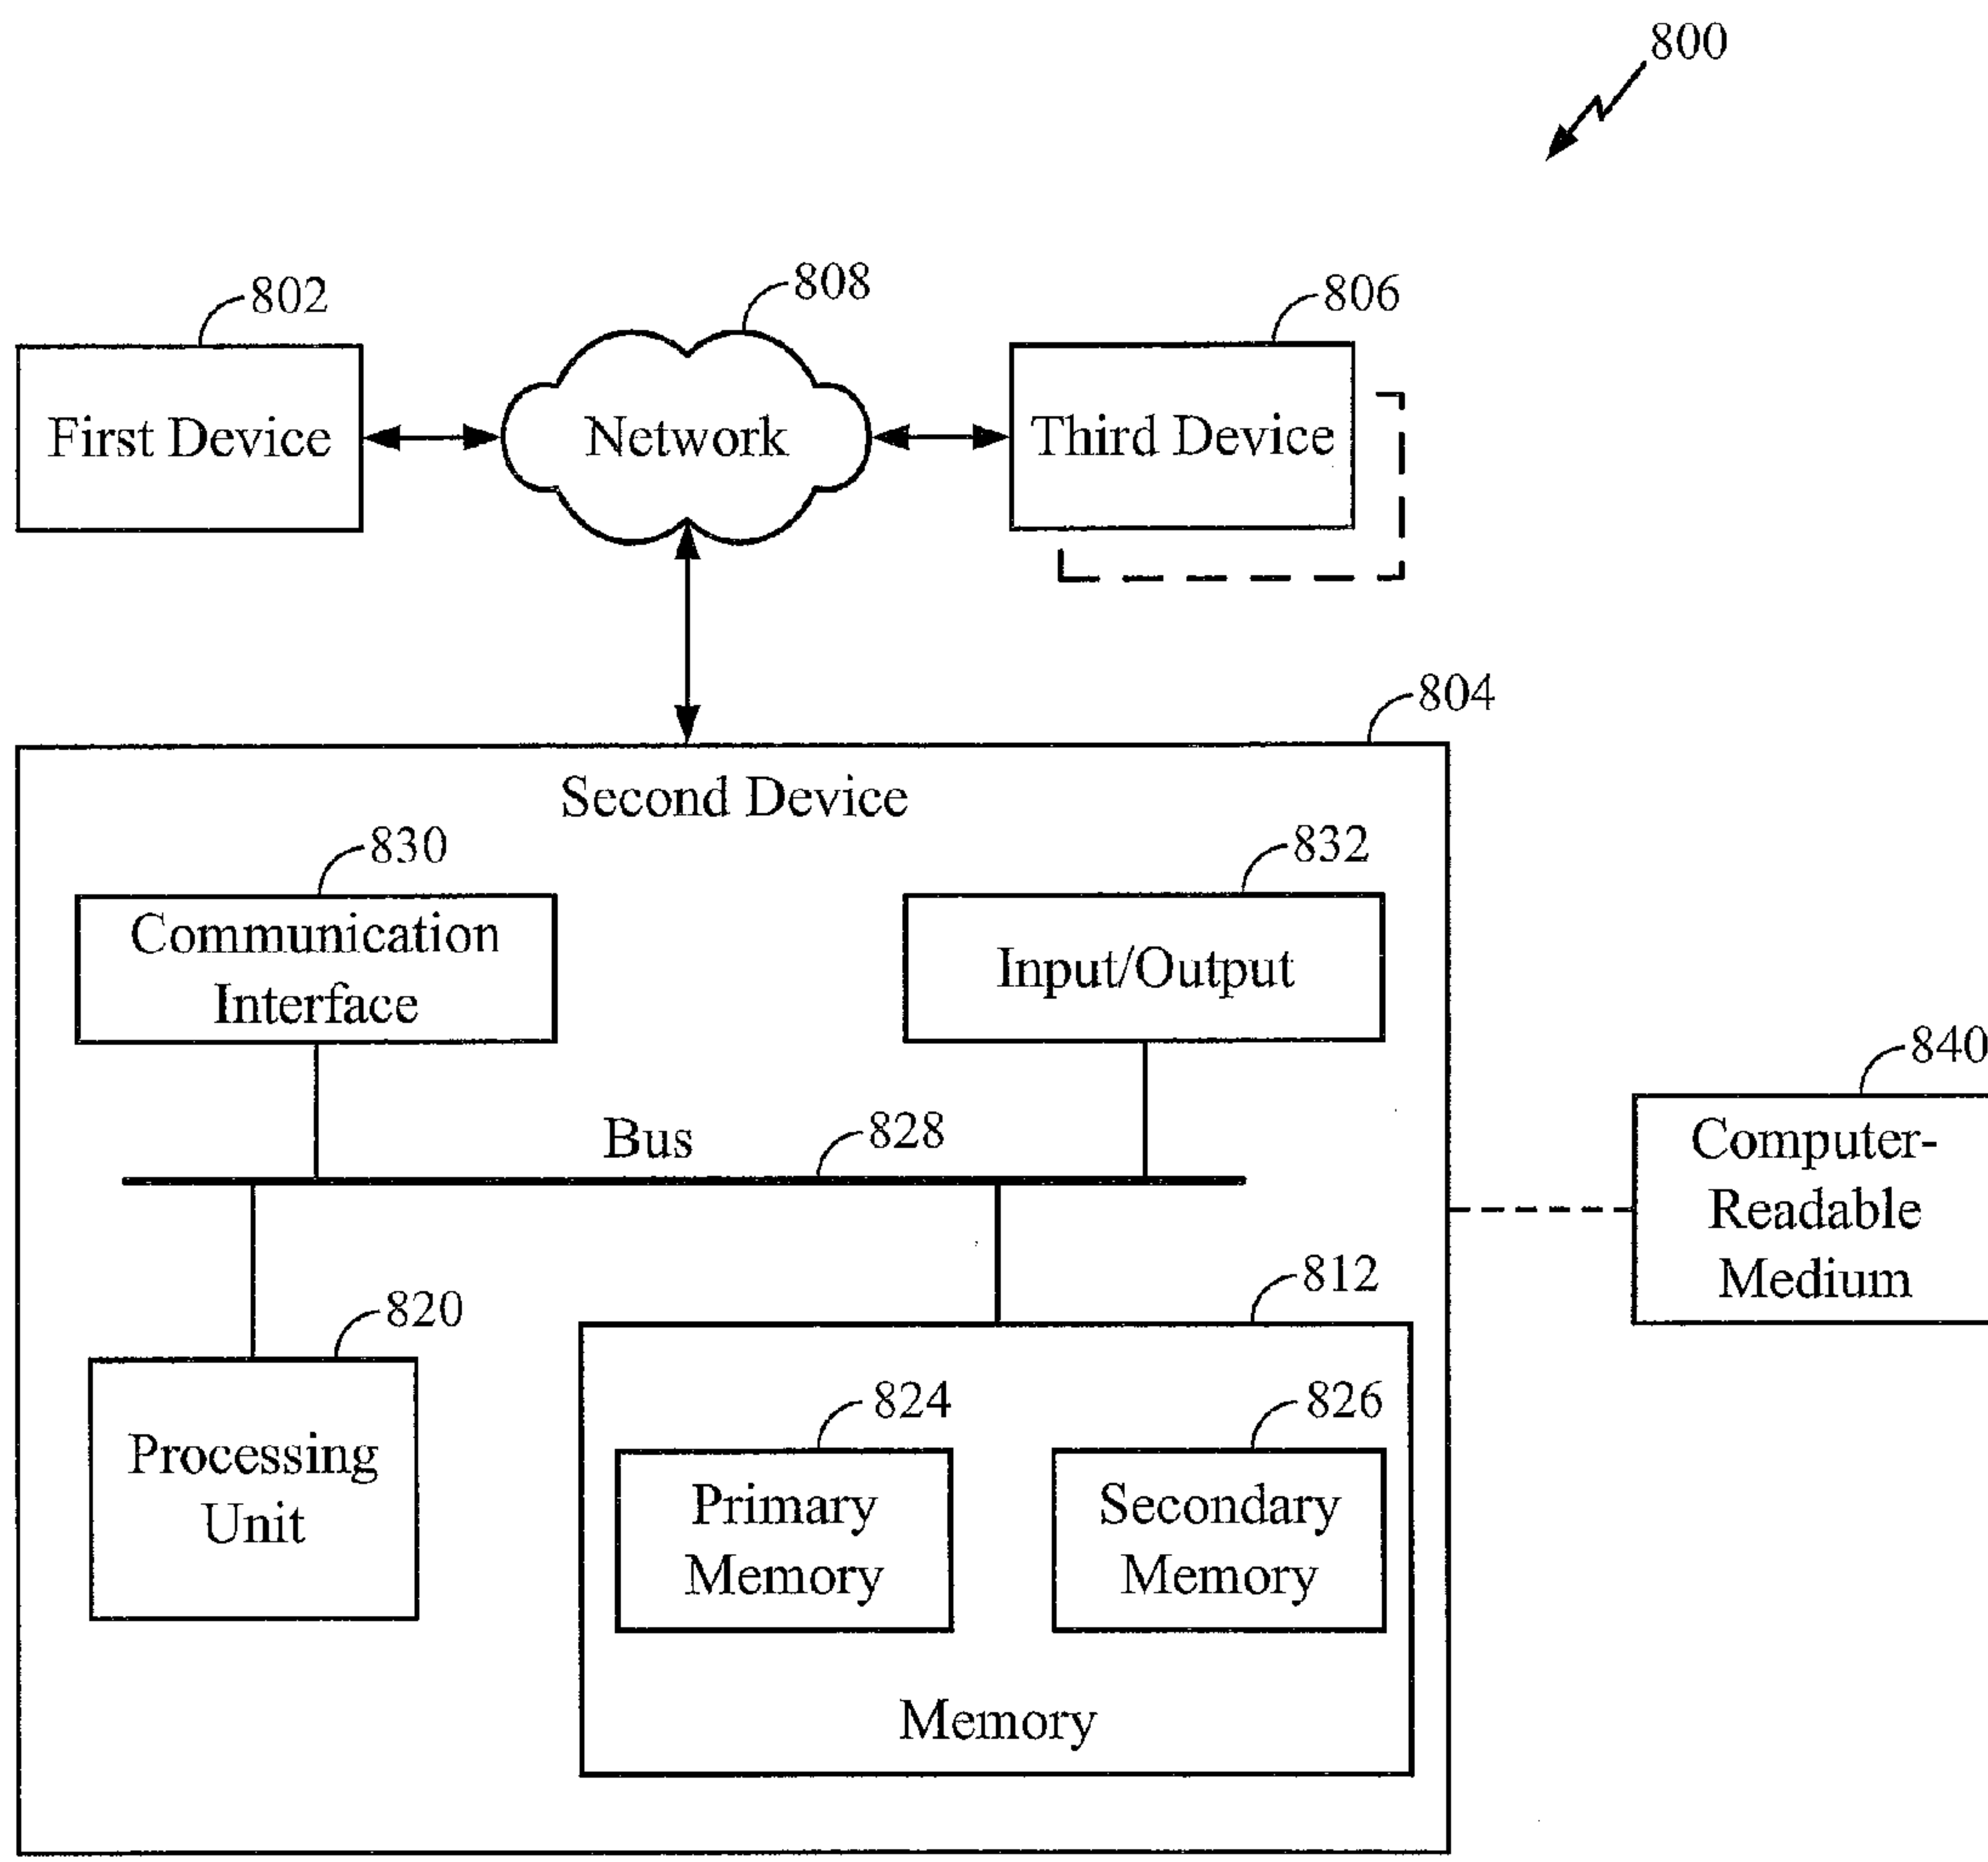 800
802
808
806
First Device
Network
Third Device
804
Second Device
830
832
Communication
Interface
Input/Output
840
Bus
828
Computer-
Readable
Medium
812
820
824
826
Processing
Unit
Primary
Memory
Secondary
Memory
Memory